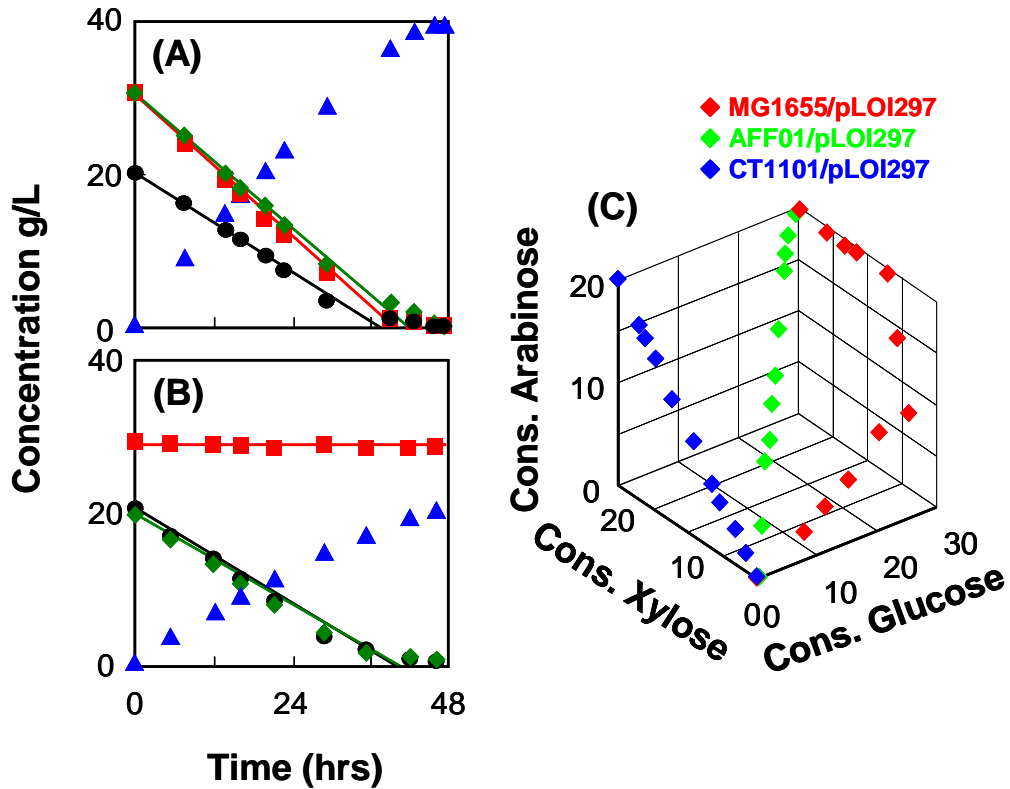 40
(A)
20
0
40
(B)
20
0
0
24
48
Time (hrs)
Concentration g/L
MG1655/pLOI297
AFF01/pLOI297
CT1101/pLOI297
(C)
Cons. Arabinose
20
10
0
20
10
0
Cons. Xylose
0
10
20
30
Cons. Glucose